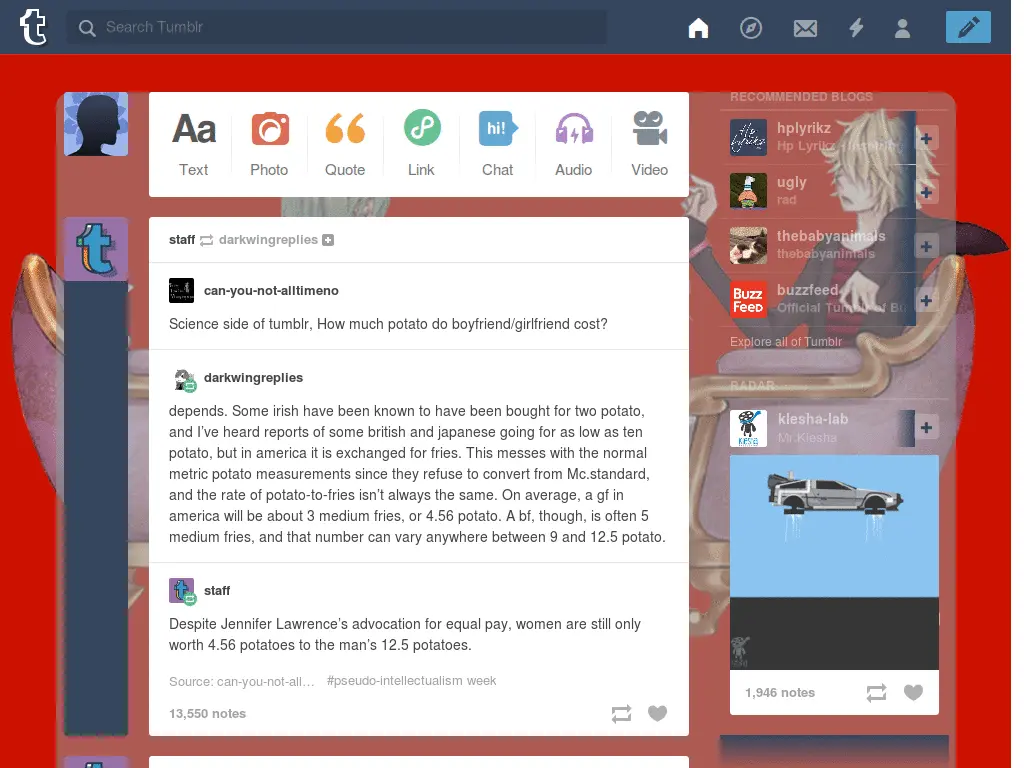 Search Tumblr
Aa
hi!
Text
Photo
Quote
Link
Chat
Audio
Video
staff darkwingreplies
can-you-not-alltimeno
Science side of tumblr, How much potato do boyfriend/girlfriend cost?
darkwingreplies
depends. Some irish have been known to have been bought for two potato,
and I've heard reports of some british and japanese going for as low as ten
potato, but in america it is exchanged for fries. This messes with the normal
metric potato measurements since they refuse to convert from Mc.standard,
and the rate of potato-to-fries isn't always the same. On average, a gf in
america will be about 3 medium fries, or 4.56 potato. A bf, though, is often 5
medium fries, and that number can vary anywhere between 9 and 12.5 potato.
staff
Despite Jennifer Lawrence's advocation for equal pay, women are still only
worth 4.56 potatoes to the man's 12.5 potatoes.
Source: can-you-not-all… #pseudo-intellectualism week
13,550 notes
RECOMMENDED BLOGS
hplyrikz
Hp Lyrikz
ugly
rad
thebabyanimals
thebabyanimals
Buzz
Feed
buzzfeed
Official Tumblr of Bu
Explore all of Tumblr
RADAR
klesha
klesha-lab
Mr.Klesha
1,946 notes